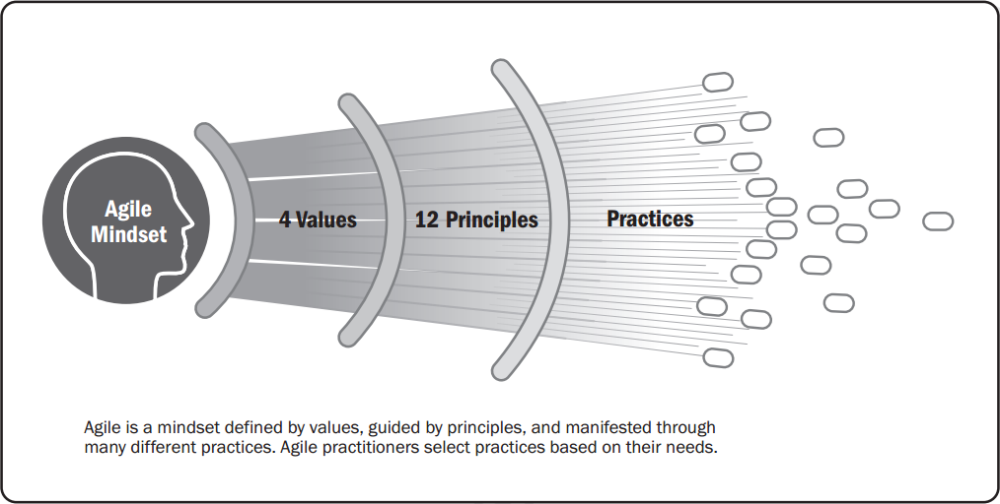 Agile
Mindset
4 Values
12 Principles
Practices
Agile is a mindset defined by values, guided by principles, and manifested through
many different practices. Agile practitioners select practices based on their needs.